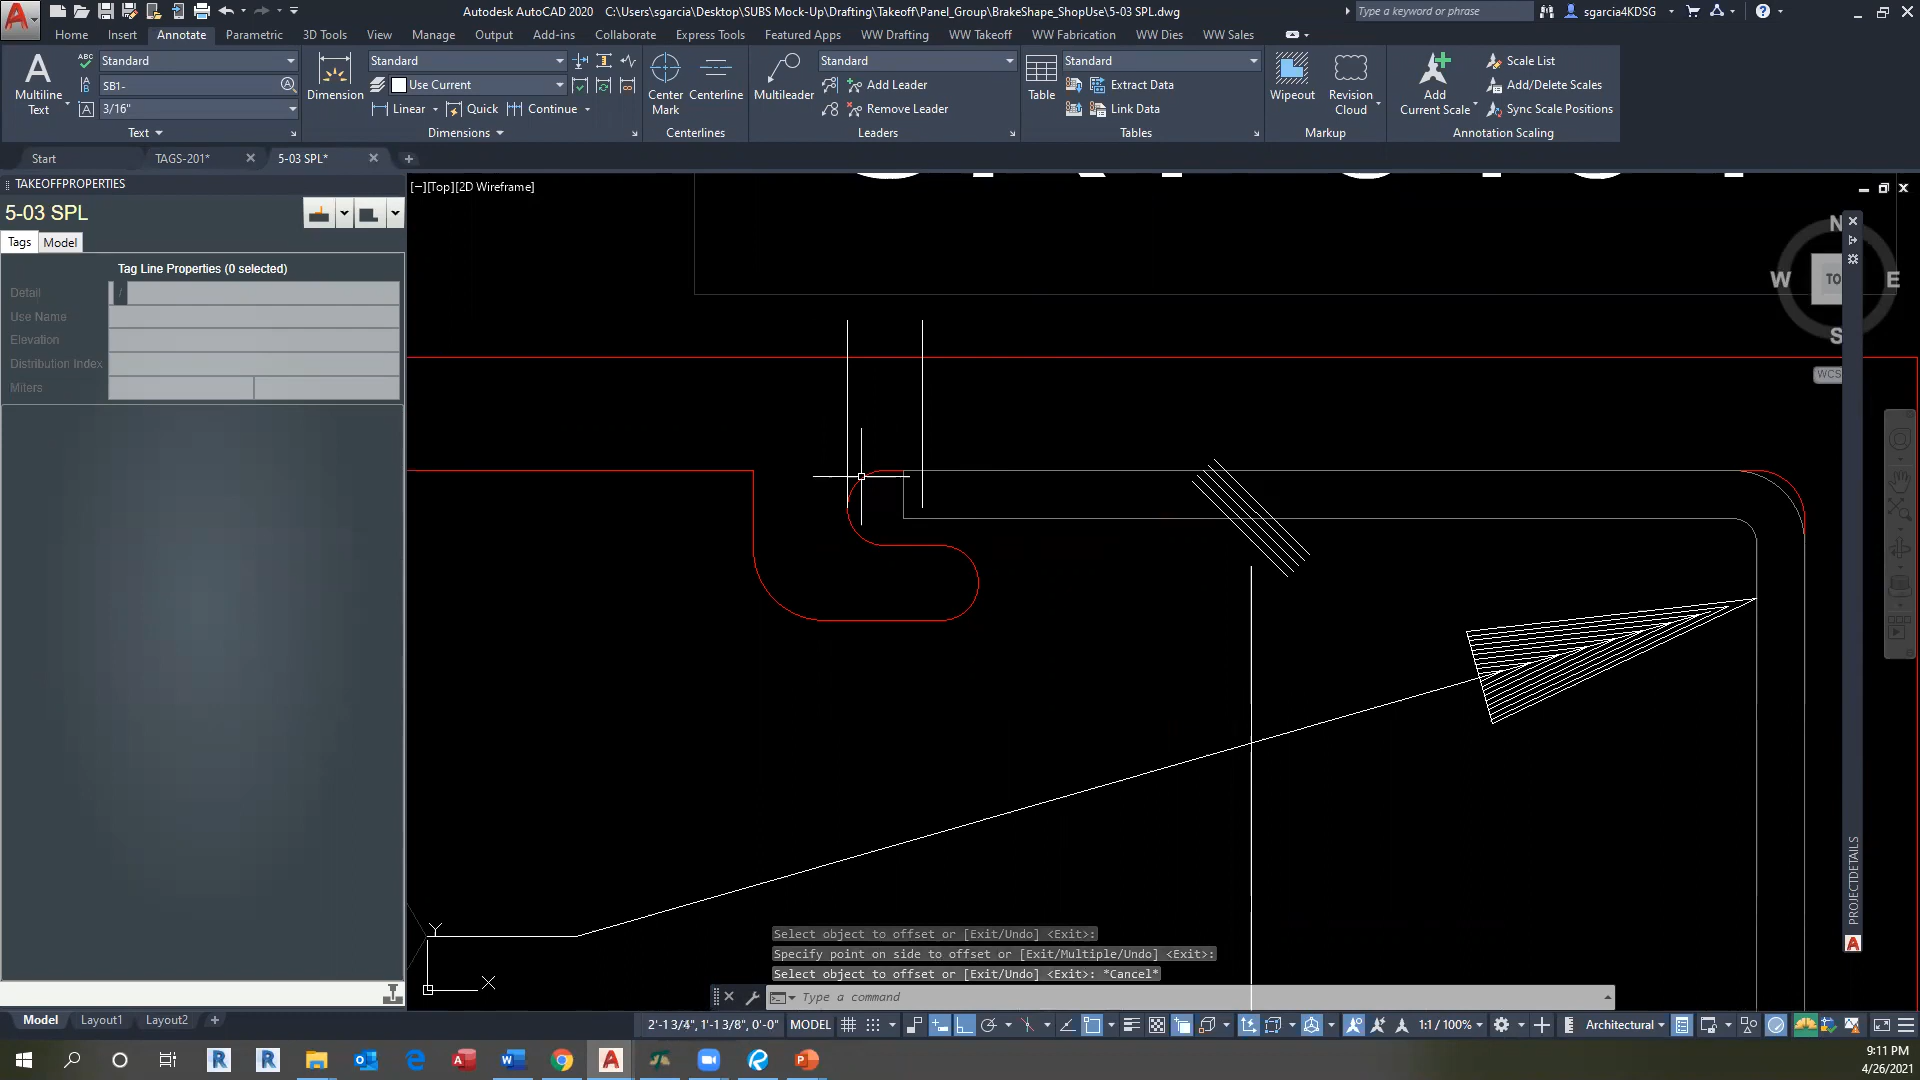 Autodesk AutoCAD 2020 C:\Users\sgarcia\Desktop\SUBS Mock-Up\Drafting\Takeoff\Panel_Group\BrakeShape_ShopUse\5-03 SPL.dwg
Type a keyword or phrase
sgarcia4KDSG
Home Insert Annotate Parametric 3D Tools View Manage Output Add-ins Collaborate Express Tools Featured Apps WW Drafting WW Takeoff WW Fabrication WW Dies WW Sales
Multiline Text
ABC
Standard
SB1-
3/16"
Text
Dimension
Standard
Use Current
Linear Quick Continue
Dimensions
Center Mark
Centerline
Centerlines
Multileader
Standard
Add Leader
Remove Leader
Leaders
Table
Standard
Extract Data
Link Data
Tables
Wipeout
Revision Cloud
Markup
Add Current Scale
Scale List
Add/Delete Scales
Sync Scale Positions
Annotation Scaling
Start TAGS-201* 5-03 SPL*
TAKEOFFPROPERTIES
5-03 SPL
Tags Model
Tag Line Properties (0 selected)
Detail /
Use Name
Elevation
Distribution Index
Miters
[−][Top][2D Wireframe]
N
W TO E
S
WCS
PROJECTDETAILS
Y
X
Select object to offset or [Exit/Undo] <Exit>:
Specify point on side to offset or [Exit/Multiple/Undo] <Exit>:
Select object to offset or [Exit/Undo] <Exit>: *Cancel*
Type a command
Model Layout1 Layout2
2'-1 3/4", 1'-1 3/8", 0'-0" MODEL 1:1 / 100% Architectural
9:11 PM
4/26/2021